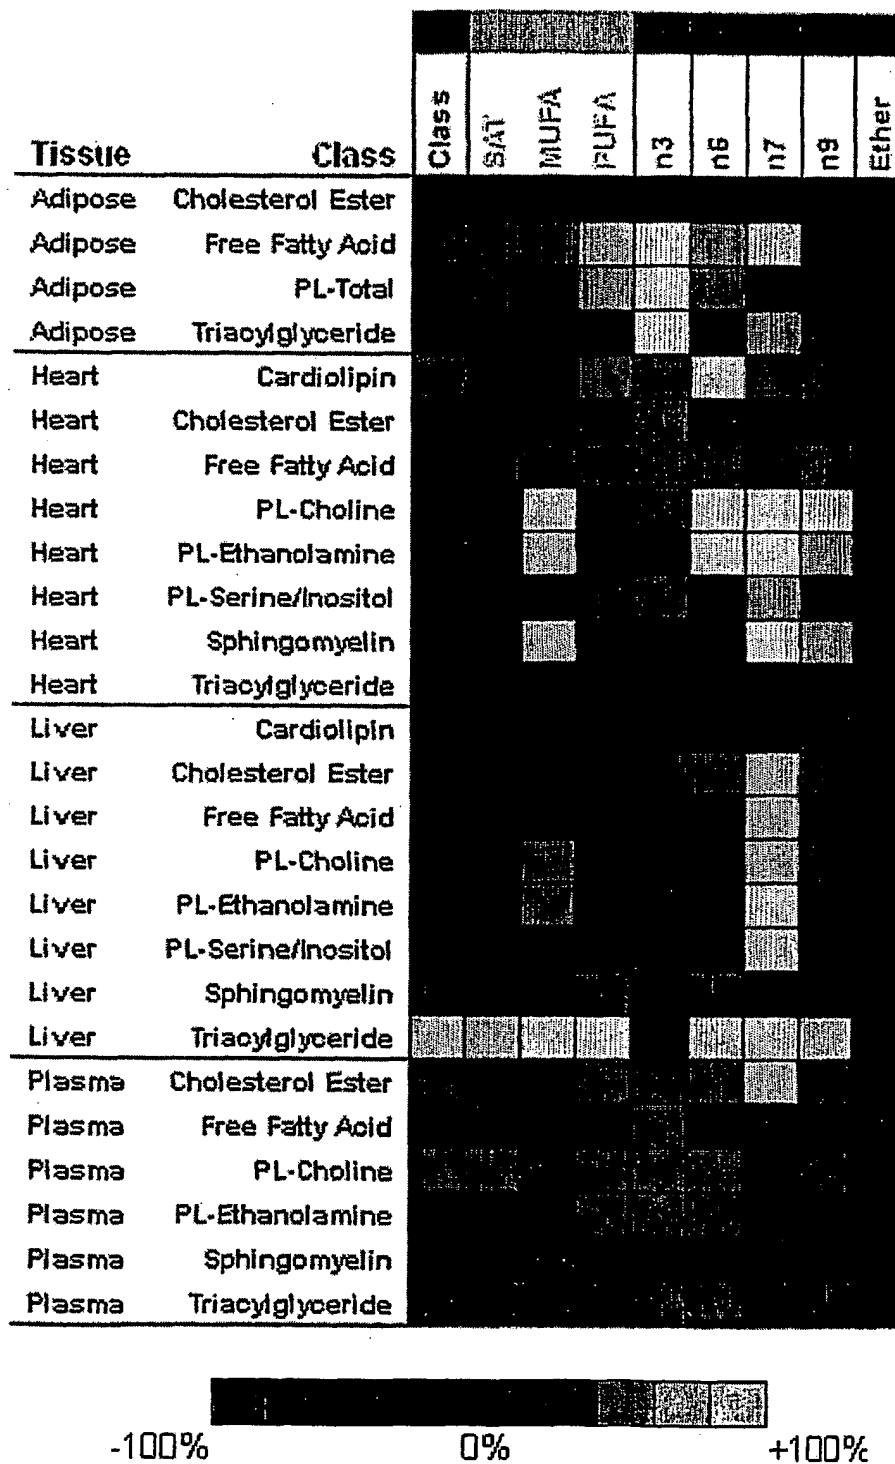 Class SAT MUFA PUFA n3 n6 n7 n9 Ether
Tissue Class
Adipose Cholesterol Ester
Adipose Free Fatty Acid
Adipose PL-Total
Adipose Triacylglyceride
Heart Cardiolipin
Heart Cholesterol Ester
Heart Free Fatty Acid
Heart PL-Choline
Heart PL-Ethanolamine
Heart PL-Serine/Inositol
Heart Sphingomyelin
Heart Triacylglyceride
Liver Cardiolipin
Liver Cholesterol Ester
Liver Free Fatty Acid
Liver PL-Choline
Liver PL-Ethanolamine
Liver PL-Serine/Inositol
Liver Sphingomyelin
Liver Triacylglyceride
Plasma Cholesterol Ester
Plasma Free Fatty Acid
Plasma PL-Choline
Plasma PL-Ethanolamine
Plasma Sphingomyelin
Plasma Triacylglyceride
-100% 0% +100%